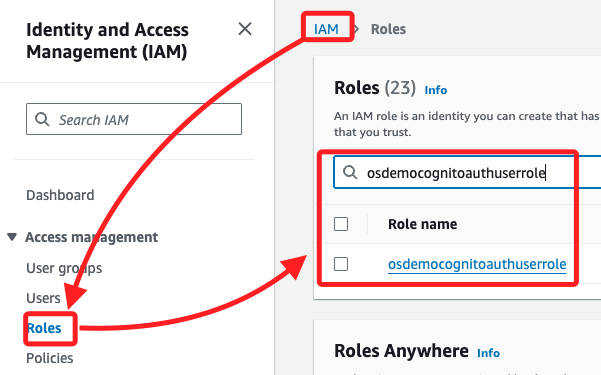 Identity and Access
Management (IAM)
Search IAM
Dashboard
Access management
User groups
Users
Roles
Policies
IAM > Roles
Roles (23) Info
An IAM role is an identity you can create that has
that you trust.
osdemocognitoauthuserrole
Role name
osdemocognitoauthuserrole
Roles Anywhere Info